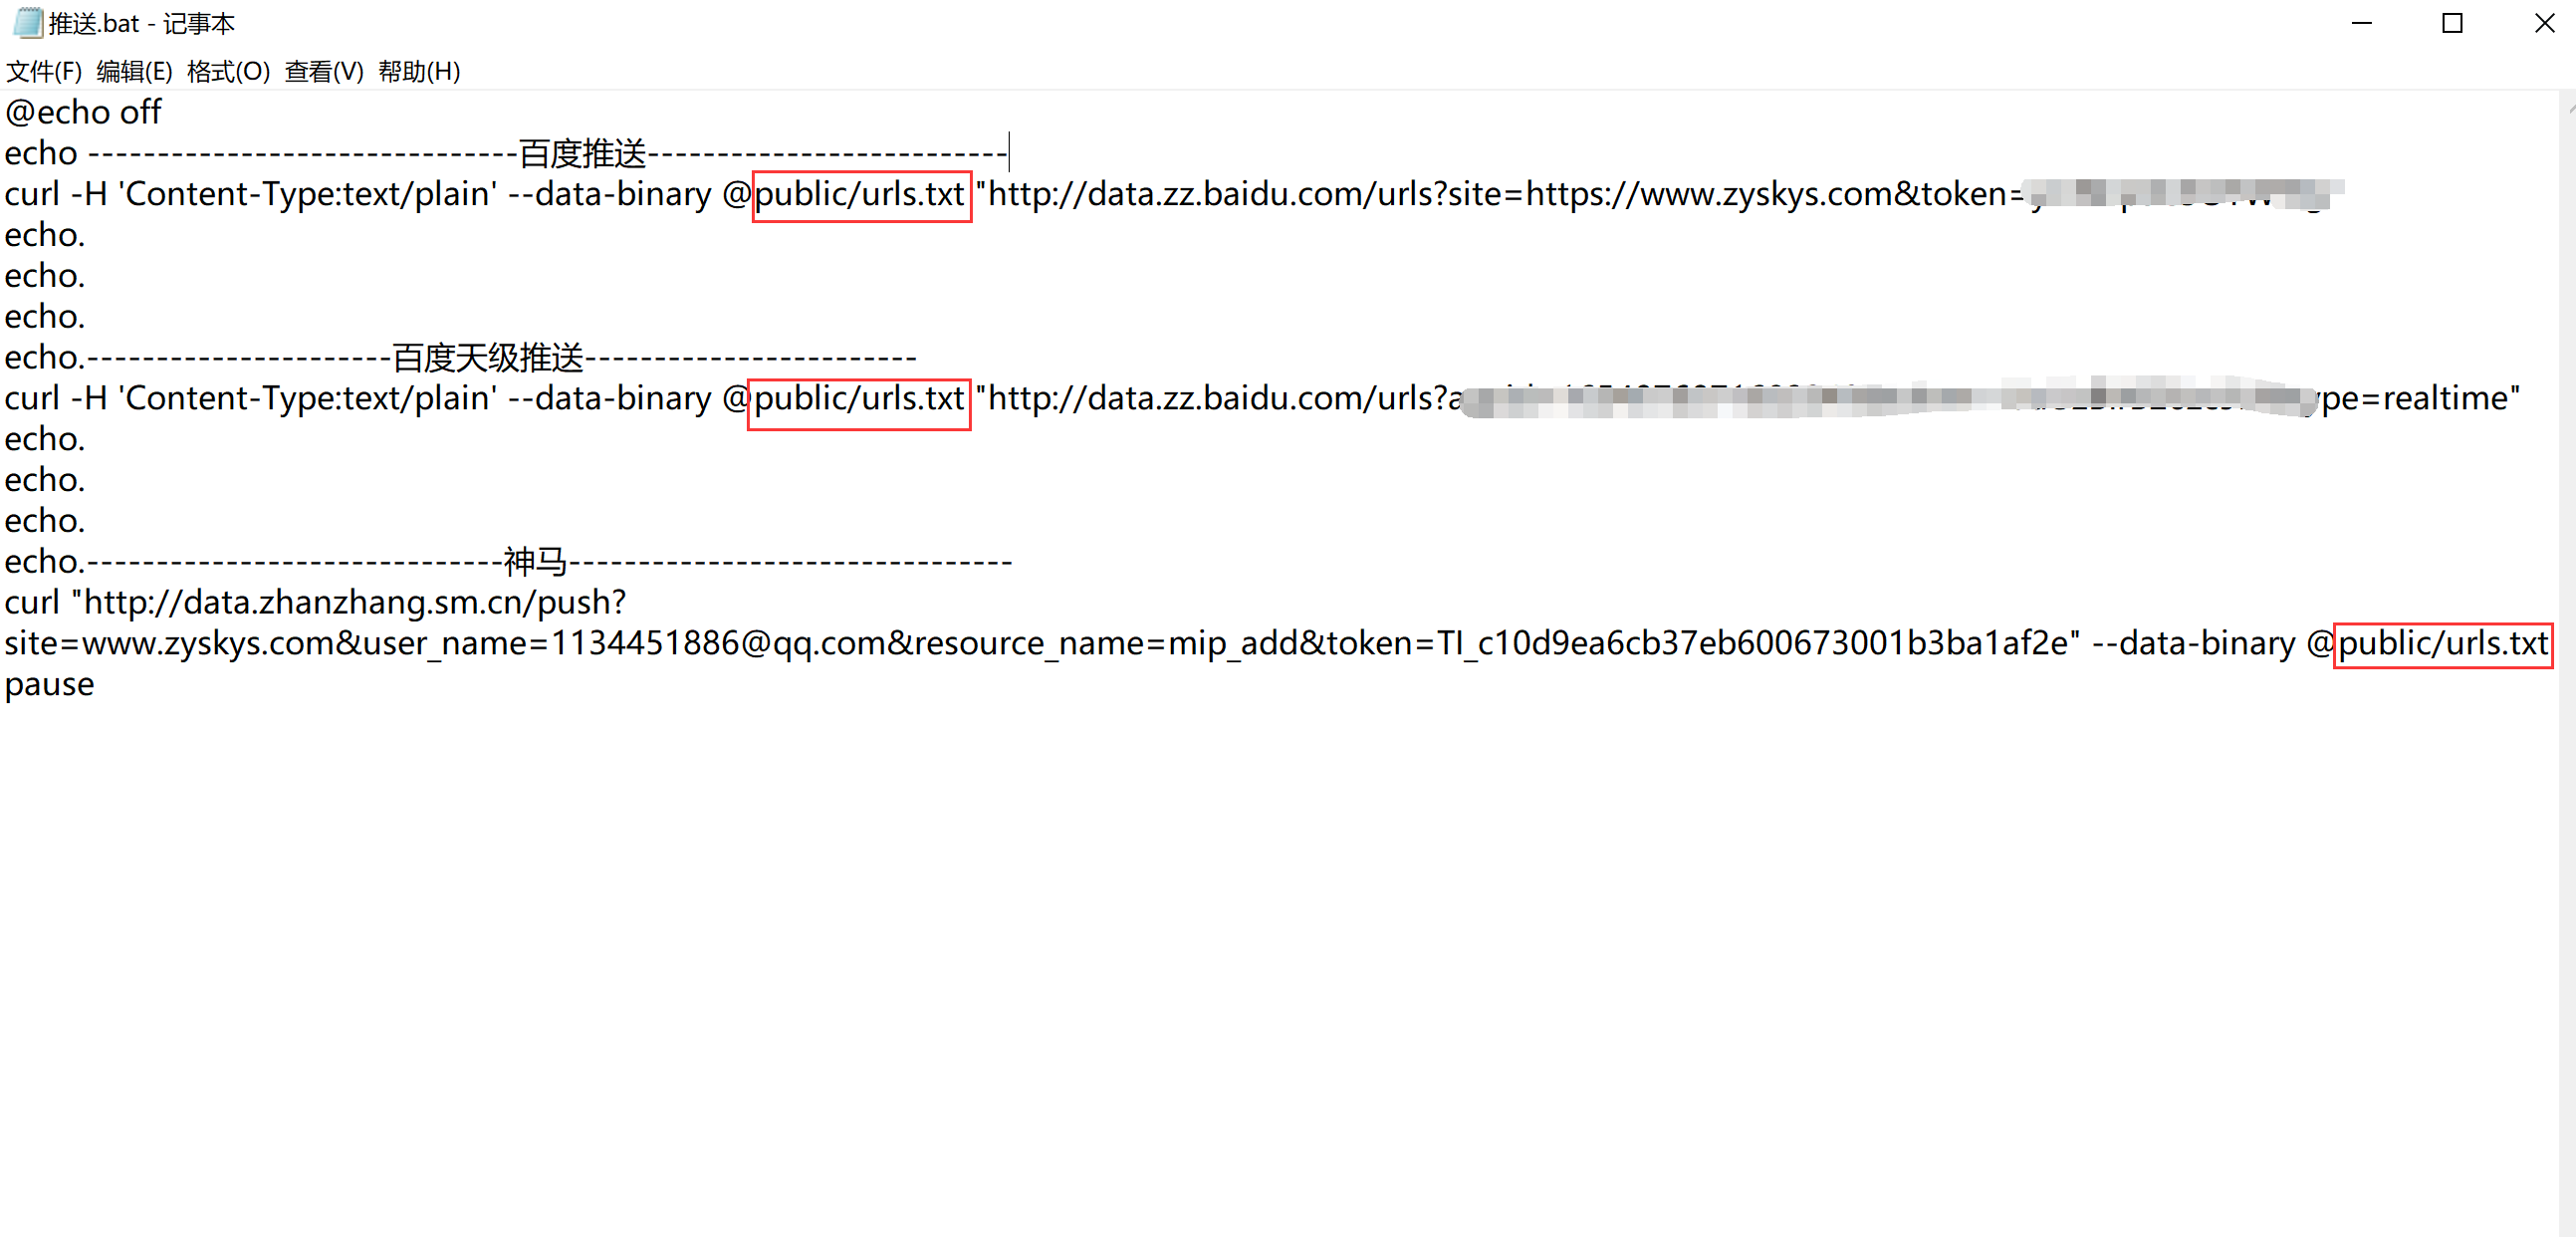 推送.bat - 记事本
文件(F) 编辑(E) 格式(O) 查看(V) 帮助(H)
@echo off
echo -------------------------------百度推送--------------------------
curl -H 'Content-Type:text/plain' --data-binary @public/urls.txt "http://data.zz.baidu.com/urls?site=https://www.zyskys.com&token=
echo.
echo.
echo.
echo.----------------------百度天级推送------------------------
curl -H 'Content-Type:text/plain' --data-binary @public/urls.txt "http://data.zz.baidu.com/urls?a ype=realtime"
echo.
echo.
echo.
echo.------------------------------神马--------------------------------
curl "http://data.zhanzhang.sm.cn/push?
site=www.zyskys.com&user_name=1134451886@qq.com&resource_name=mip_add&token=TI_c10d9ea6cb37eb600673001b3ba1af2e" --data-binary @public/urls.txt
pause